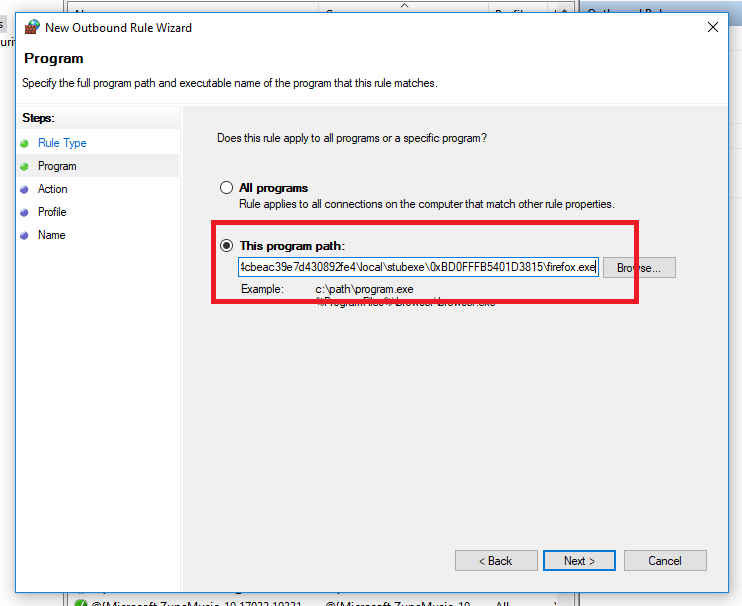 New Outbound Rule Wizard
Program
Specify the full program path and executable name of the program that this rule matches.
Steps:
Rule Type
Program
Action
Profile
Name
Does this rule apply to all programs or a specific program?
All programs
Rule applies to all connections on the computer that match other rule properties.
This program path:
4cbeac39e7d430892fe4\local\stubexe\0xBD0FFFB5401D3815\firefox.exe
Browse...
Example:
c:\path\program.exe
%ProgramFiles%\browser\browser.exe
< Back
Next >
Cancel